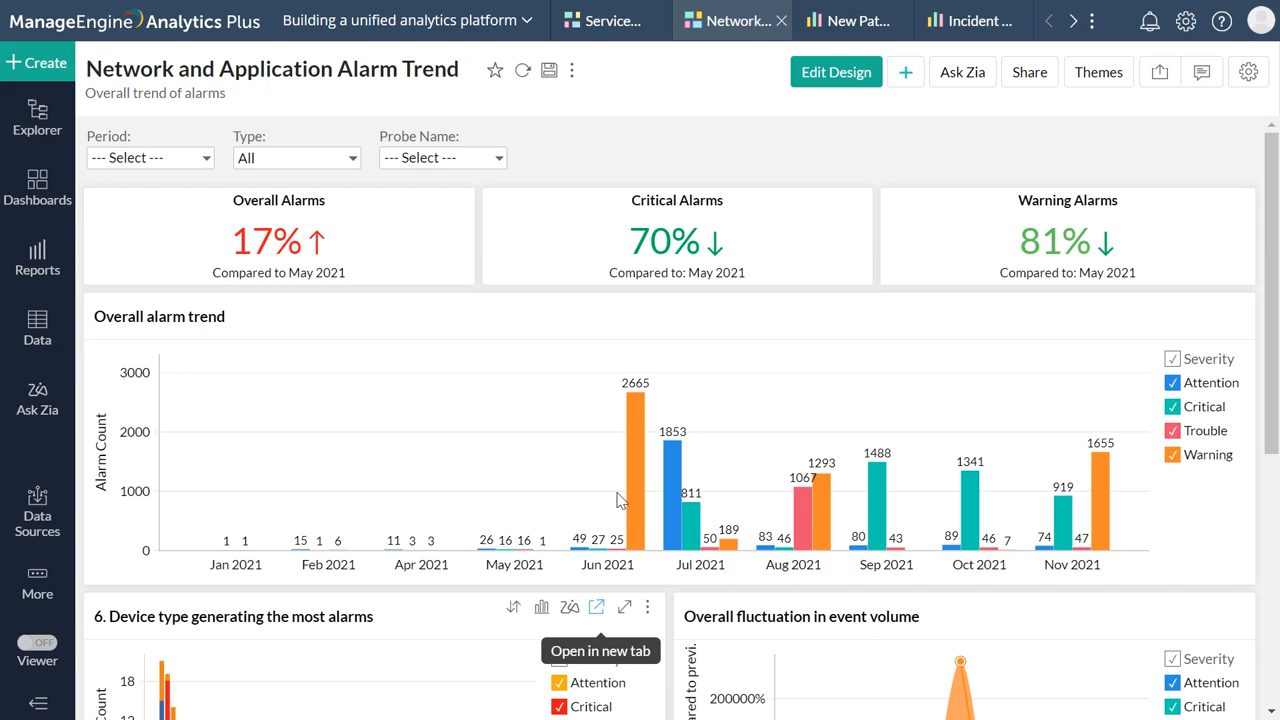 ManageEngine Analytics Plus
Building a unified analytics platform
Service...
Network...
New Pat...
Incident ...
Create
Network and Application Alarm Trend
Overall trend of alarms
Edit Design
Ask Zia
Share
Themes
Explorer
Dashboards
Reports
Data
Ask Zia
Data
Sources
More
OFF
Viewer
Period:
Type:
Probe Name:
--- Select ---
All
--- Select ---
Overall Alarms
17% ↑
Compared to May 2021
Critical Alarms
70% ↓
Compared to: May 2021
Warning Alarms
81% ↓
Compared to: May 2021
Overall alarm trend
Alarm Count
3000
2000
1000
0
1 1
15 1 6
11 3 3
26 16 16 1
49 27 25 2665
1853 811 50 189
83 46 1067 1293
80 1488 43
89 1341 46 7
74 919 47 1655
Jan 2021
Feb 2021
Apr 2021
May 2021
Jun 2021
Jul 2021
Aug 2021
Sep 2021
Oct 2021
Nov 2021
Severity
Attention
Critical
Trouble
Warning
6. Device type generating the most alarms
Open in new tab
18
Count
Attention
Critical
Overall fluctuation in event volume
200000%
Severity
Attention
Critical